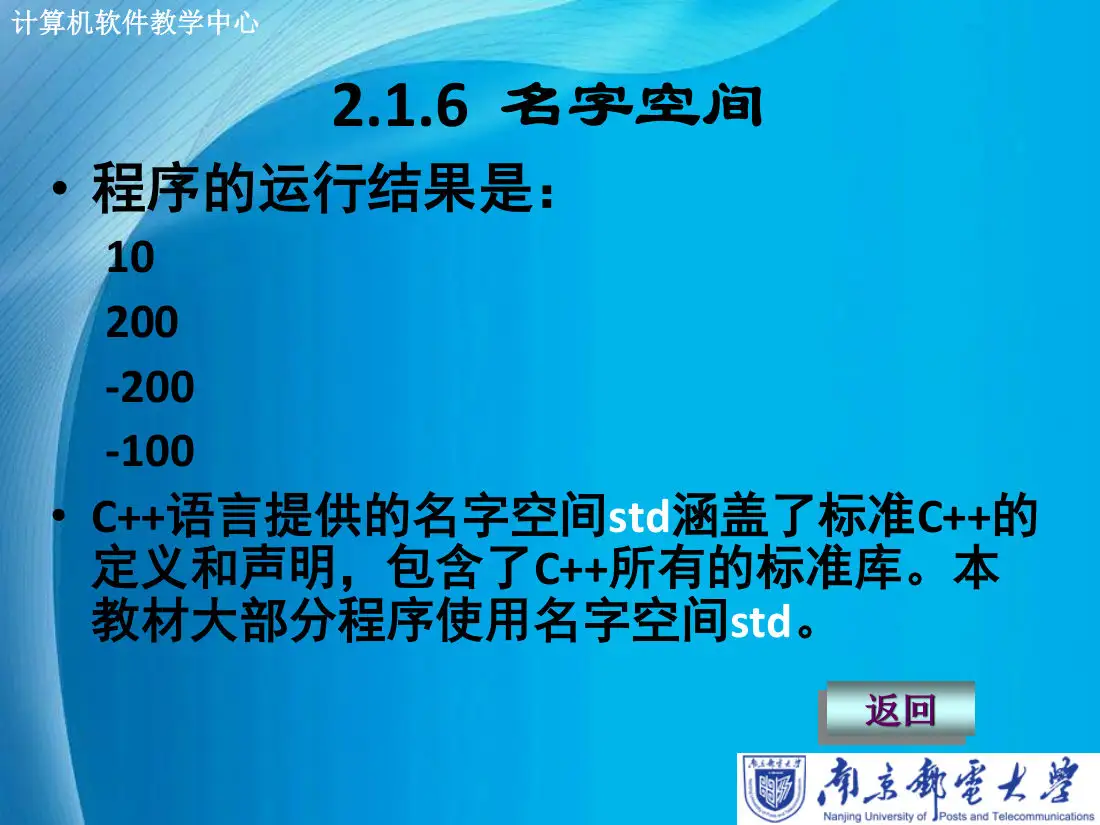 计算机软件教学中心
2.1.6 名字空间
• 程序的运行结果是：
10
200
-200
-100
• C++语言提供的名字空间std涵盖了标准C++的
定义和声明，包含了C++所有的标准库。本
教材大部分程序使用名字空间std。
返回
南京郵電大學
Nanjing University of Posts and Telecommunications